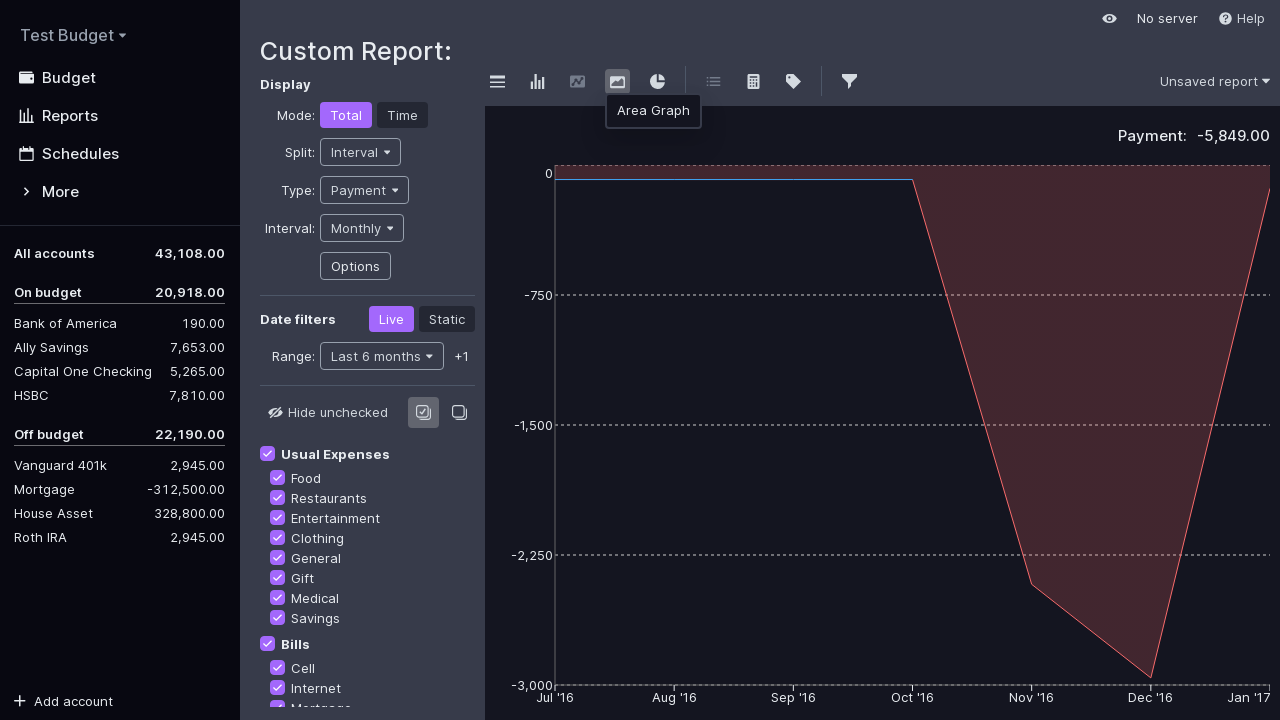 Test Budget
Budget
Reports
Schedules
More
All accounts 43,108.00
On budget 20,918.00
Bank of America 190.00
Ally Savings 7,653.00
Capital One Checking 5,265.00
HSBC 7,810.00
Off budget 22,190.00
Vanguard 401k 2,945.00
Mortgage -312,500.00
House Asset 328,800.00
Roth IRA 2,945.00
Add account
No server Help
Custom Report:
Display
Mode: Total Time
Split: Interval
Type: Payment
Interval: Monthly
Options
Date filters Live Static
Range: Last 6 months +1
Hide unchecked
Usual Expenses
Food
Restaurants
Entertainment
Clothing
General
Gift
Medical
Savings
Bills
Cell
Internet
Mortgage
Unsaved report
Area Graph
Payment: -5,849.00
0
-750
-1,500
-2,250
-3,000
Jul '16 Aug '16 Sep '16 Oct '16 Nov '16 Dec '16 Jan '17